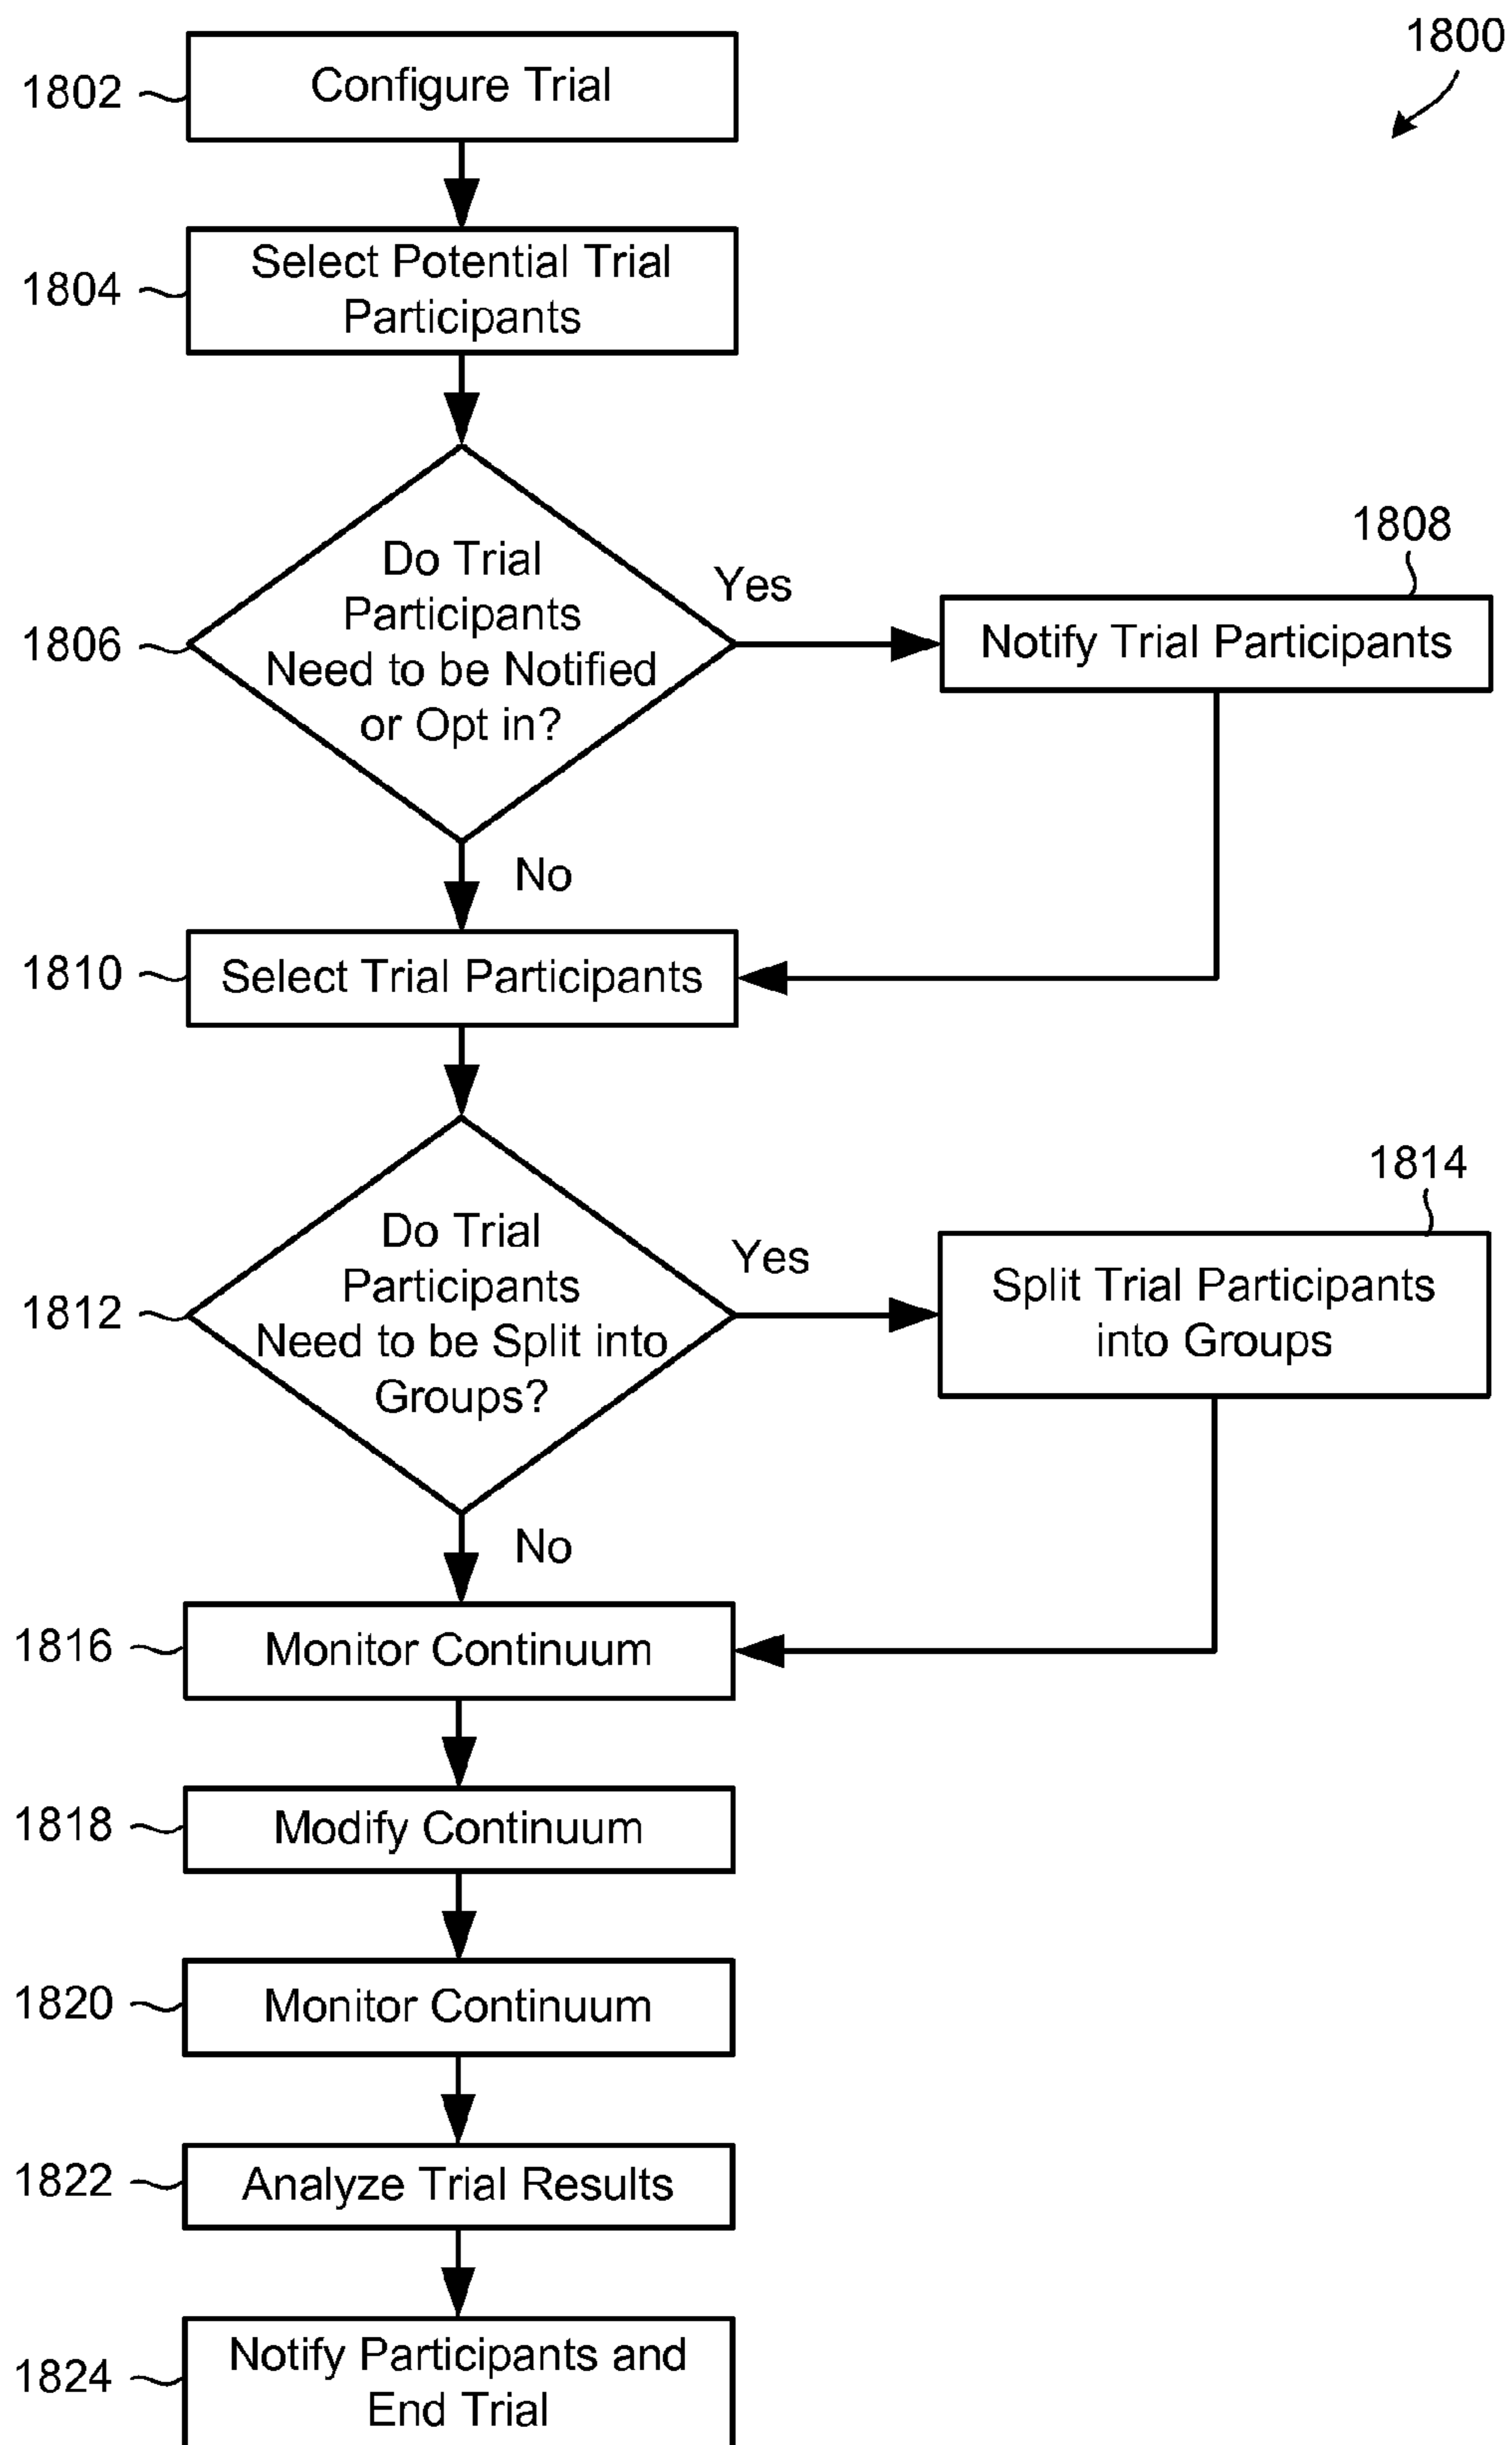 1800
1802
Configure Trial
1804
Select Potential Trial
Participants
1806
Do Trial
Participants
Need to be Notified
or Opt in?
Yes
1808
Notify Trial Participants
No
1810
Select Trial Participants
1812
Do Trial
Participants
Need to be Split into
Groups?
Yes
1814
Split Trial Participants
into Groups
No
1816
Monitor Continuum
1818
Modify Continuum
1820
Monitor Continuum
1822
Analyze Trial Results
1824
Notify Participants and
End Trial